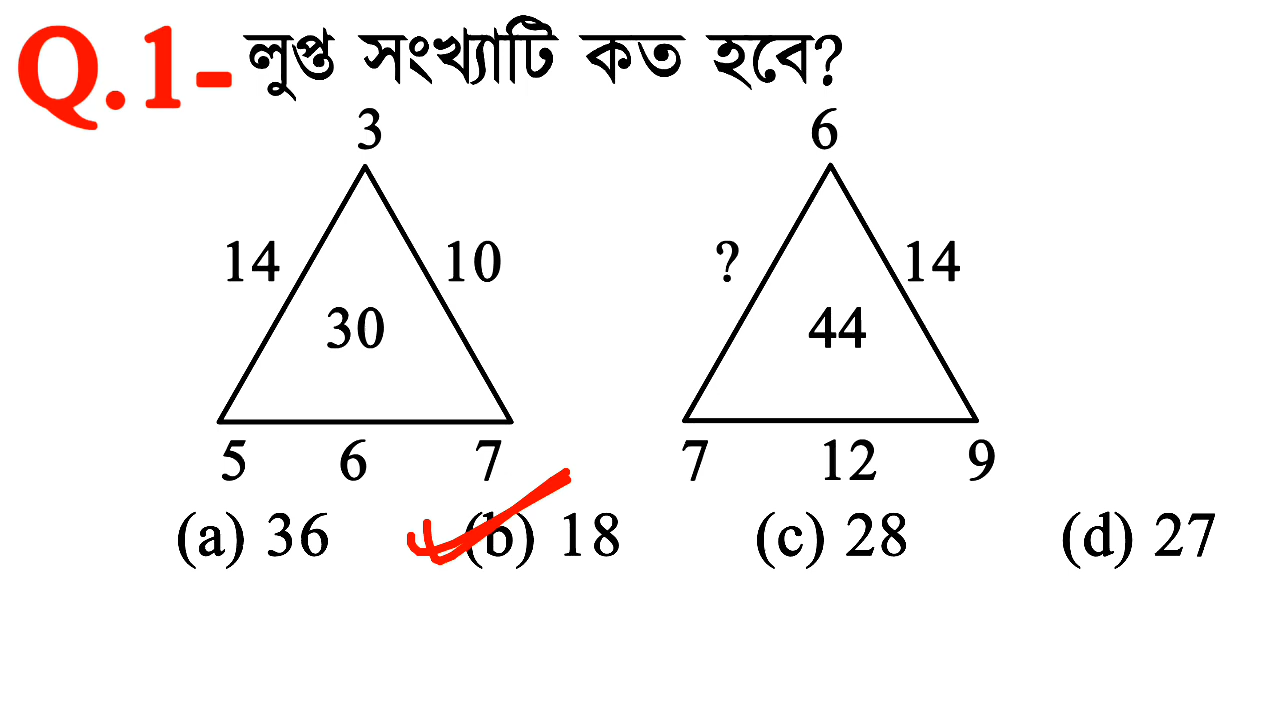 Q.1- লুপ্ত সংখ্যাটি কত হবে?
3 6
14 10 ? 14
30 44
5 6 7 7 12 9
(a) 36 (b) 18 (c) 28 (d) 27